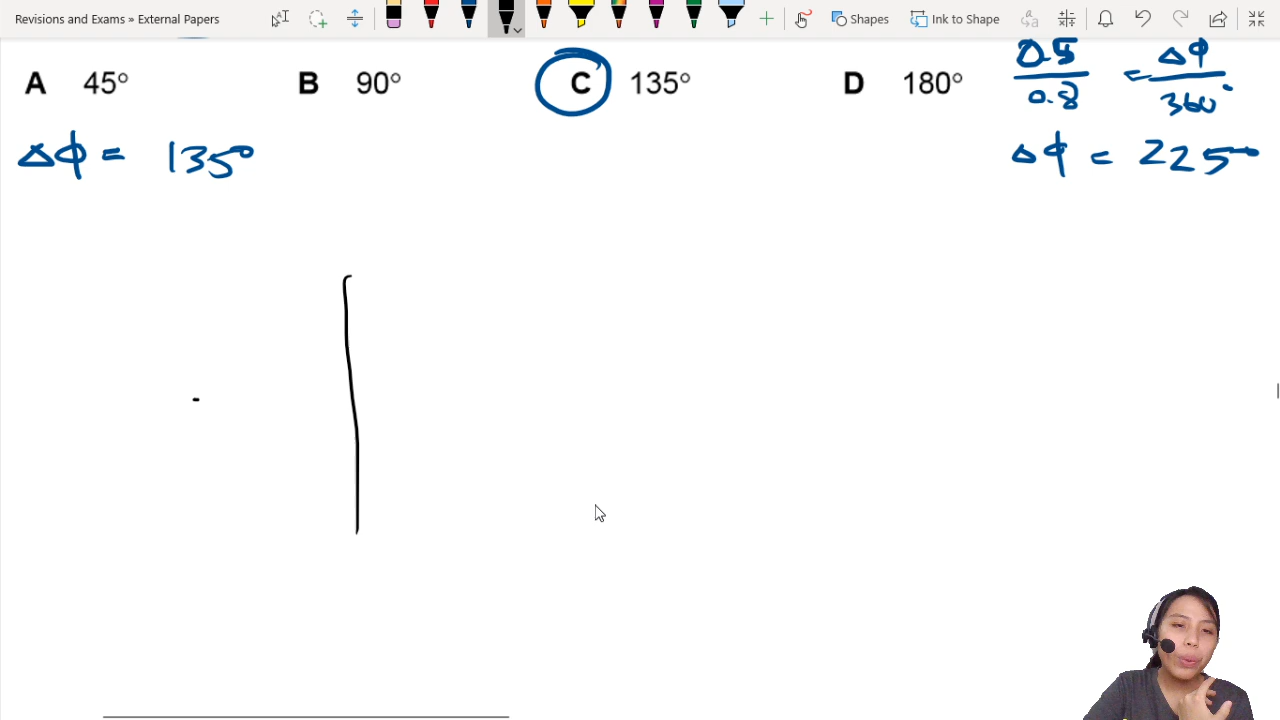 Revisions and Exams » External Papers
Shapes
Ink to Shape
A 45° B 90° C 135° D 180°
0.5/0.8 = Δφ/360°
Δφ = 135°
Δφ = 225°